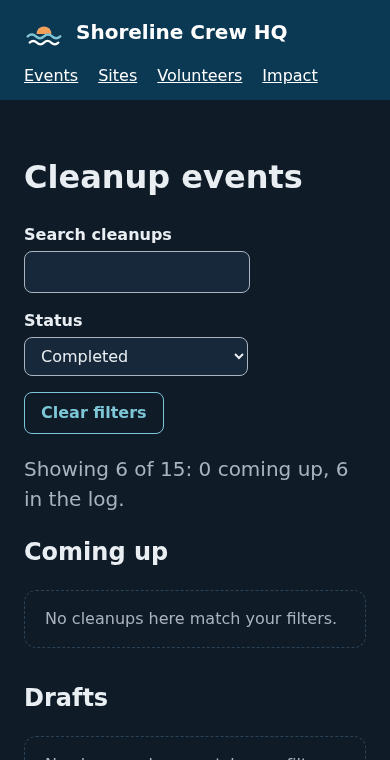 Shoreline Crew HQ
Events Sites Volunteers Impact
Cleanup events
Search cleanups
Status
Completed
Clear filters
Showing 6 of 15: 0 coming up, 6
in the log.
Coming up
No cleanups here match your filters.
Drafts